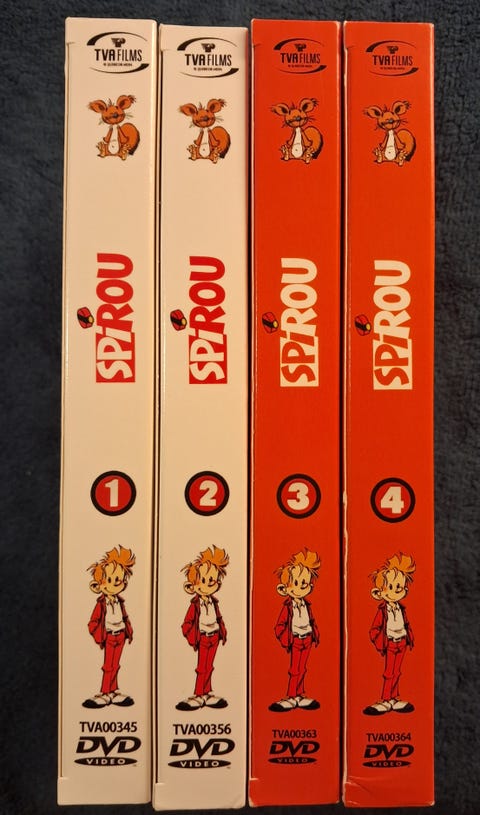 TVA FILMS
SPIROU
1
TVA00345
DVD
VIDEO
TVA FILMS
SPIROU
2
TVA00356
DVD
VIDEO
TVA FILMS
SPIROU
3
TVA00363
DVD
VIDEO
TVA FILMS
SPIROU
4
TVA00364
DVD
VIDEO